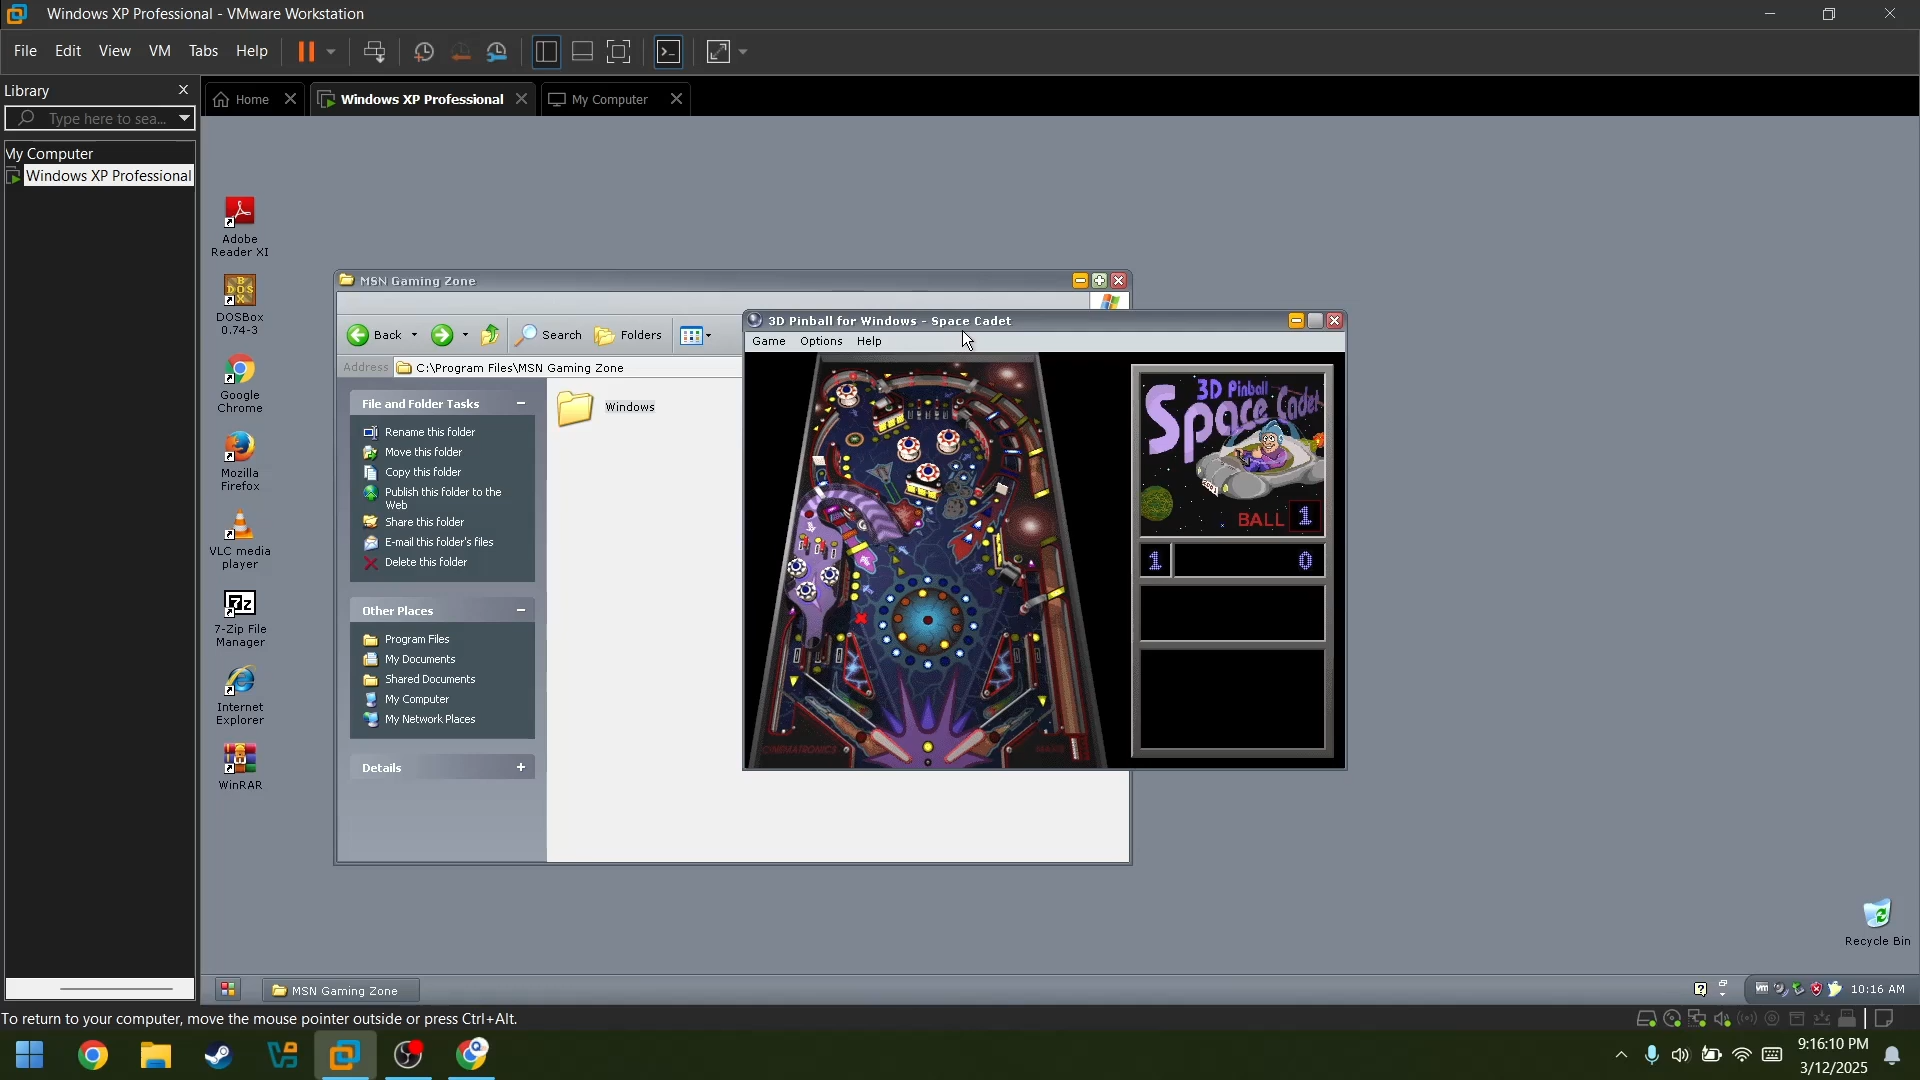 Windows XP Professional - VMware Workstation
File Edit View VM Tabs Help
Library
Type here to sea...
My Computer
Windows XP Professional
Home
Windows XP Professional
My Computer
Adobe
Reader XI
DOSBox
0.74-3
Google
Chrome
Mozilla
Firefox
VLC media
player
7-Zip File
Manager
Internet
Explorer
WinRAR
MSN Gaming Zone
Back
Search
Folders
Address C:\Program Files\MSN Gaming Zone
File and Folder Tasks
Rename this folder
Move this folder
Copy this folder
Publish this folder to the
Web
Share this folder
E-mail this folder's files
Delete this folder
Other Places
Program Files
My Documents
Shared Documents
My Computer
My Network Places
Details
Windows
3D Pinball for Windows - Space Cadet
Game Options Help
3D Pinball
Space Cadet
BALL 1
1 0
CINEMATRONICS
Recycle Bin
MSN Gaming Zone
10:16 AM
To return to your computer, move the mouse pointer outside or press Ctrl+Alt.
9:16:10 PM
3/12/2025